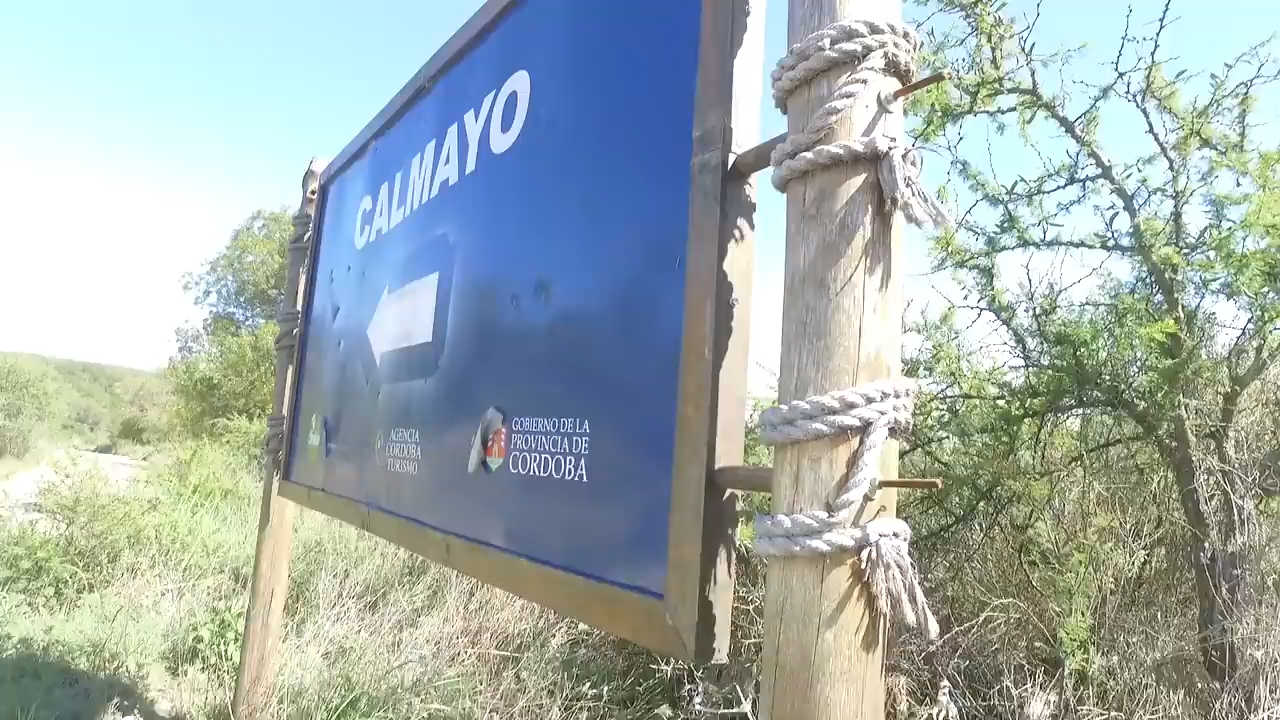 CALMAYO
AGENCIA
CORDOBA
TURISMO
GOBIERNO DE LA
PROVINCIA DE
CORDOBA